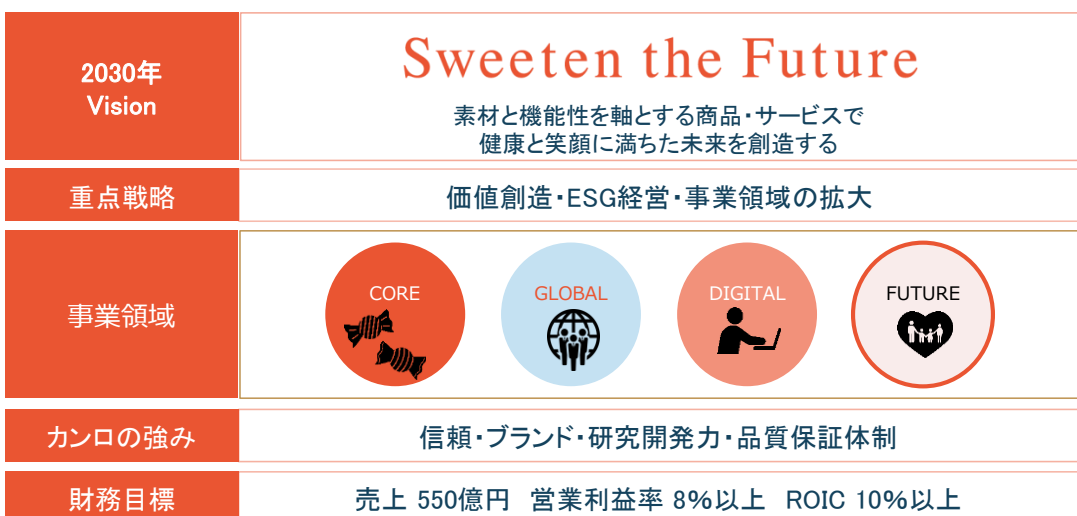 2030年
Vision
Sweeten the Future
素材と機能性を軸とする商品・サービスで
健康と笑顔に満ちた未来を創造する
重点戦略
価値創造・ESG経営・事業領域の拡大
事業領域
CORE
GLOBAL
DIGITAL
FUTURE
カンロの強み
信頼・ブランド・研究開発力・品質保証体制
財務目標
売上 550億円　営業利益率 8%以上　ROIC 10%以上